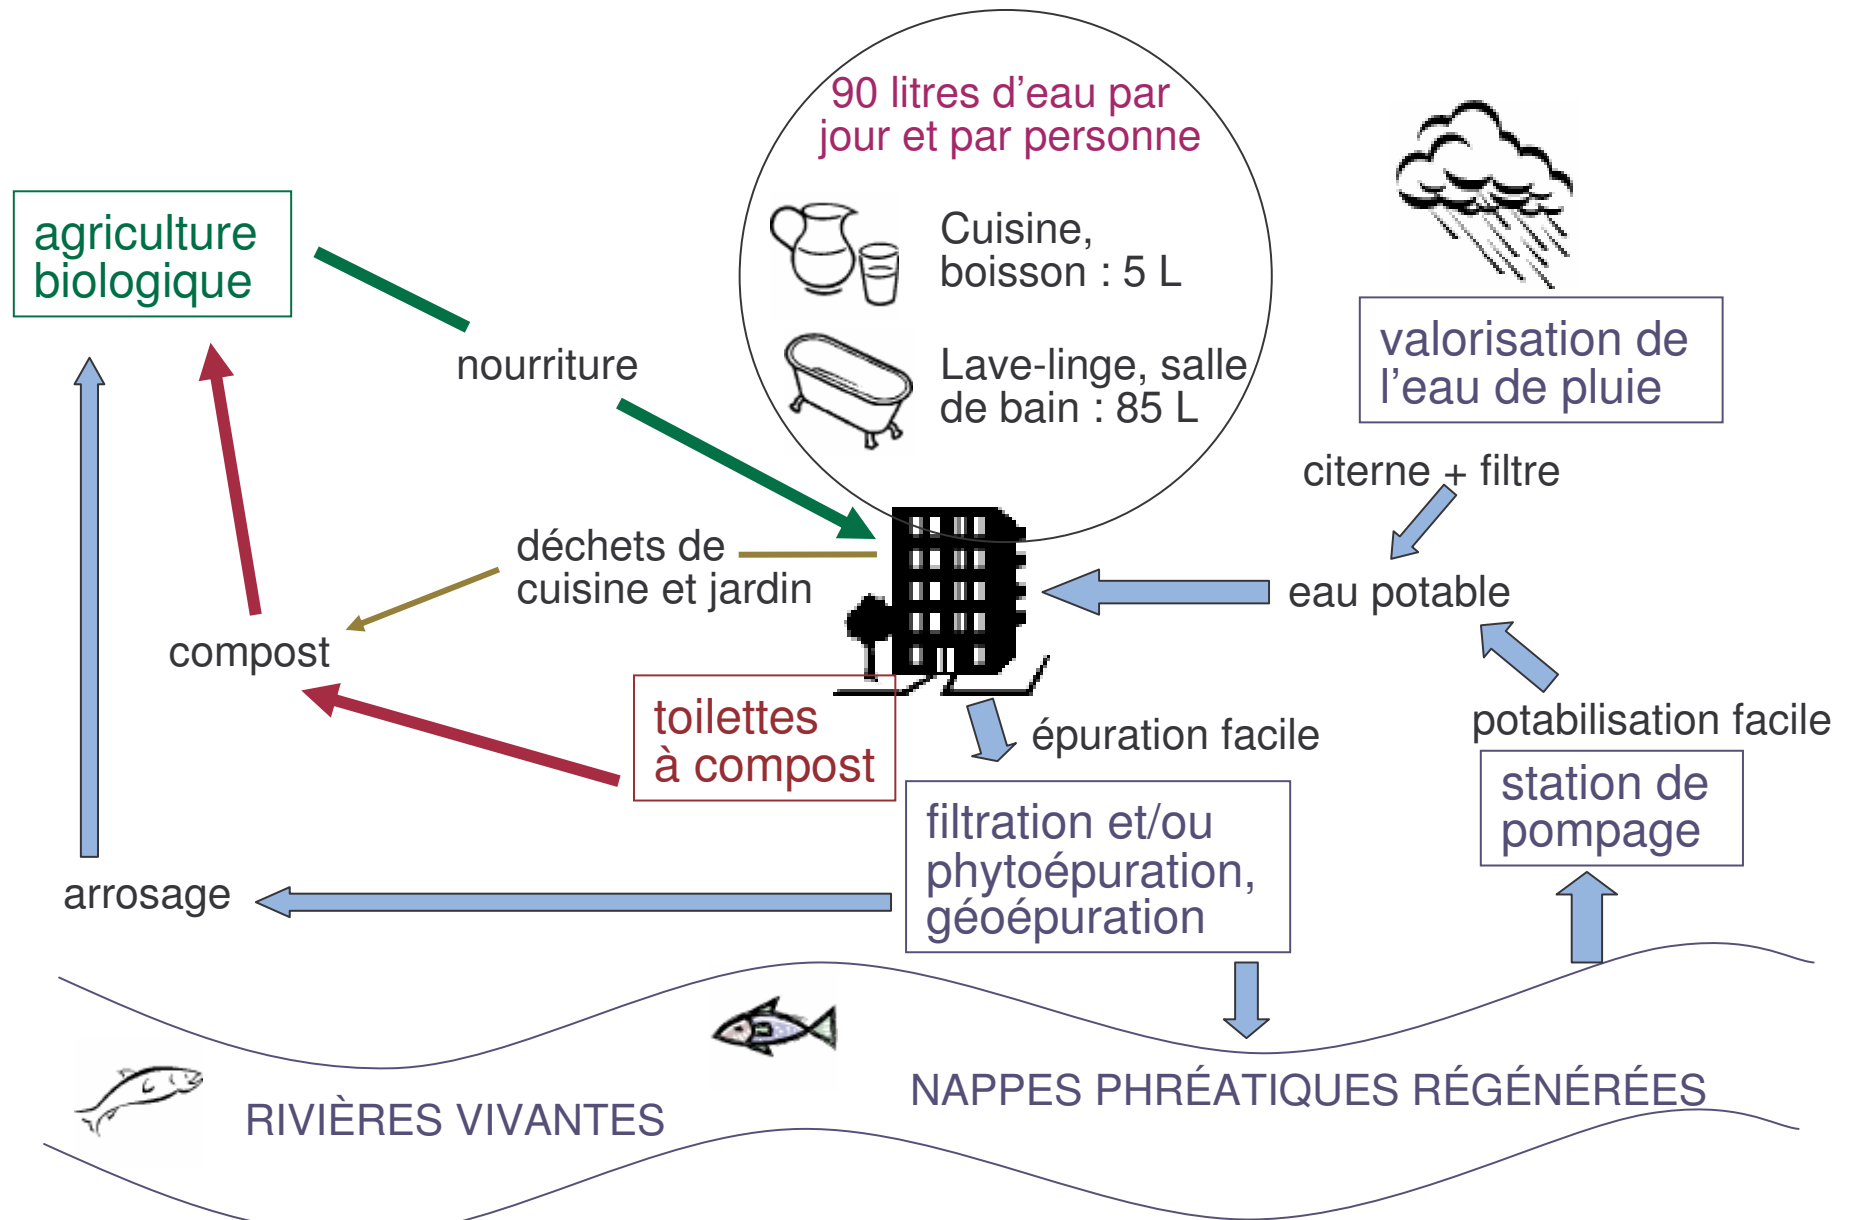 90 litres d’eau par
jour et par personne
Cuisine,
boisson : 5 L
Lave-linge, salle
de bain : 85 L
agriculture
biologique
nourriture
valorisation de
l’eau de pluie
citerne + filtre
déchets de
cuisine et jardin
eau potable
compost
toilettes
à compost
épuration facile
potabilisation facile
station de
pompage
filtration et/ou
phytoépuration,
géoépuration
arrosage
NAPPES PHRÉATIQUES RÉGÉNÉRÉES
RIVIÈRES VIVANTES